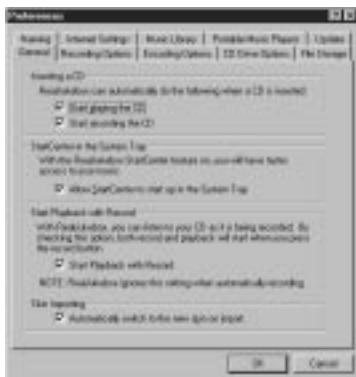 Preferences
Naming Internet Settings Music Library Portable Music Players Update
General Recording Options Encoding Options CD Drive Options File Storage
Inserting a CD
RealJukebox can automatically do the following when a CD is inserted:
Start playing the CD
Start recording the CD
StartCenter in the System Tray
With the RealJukebox StartCenter feature on, you will have faster
access to your music.
Allow StartCenter to start up in the System Tray
Start Playback with Record
With RealJukebox, you can listen to your CD as it is being recorded. By
checking this option, both record and playback will start when you press
the record button.
Start Playback with Record
NOTE: RealJukebox ignores this setting when automatically recording.
Skin Importing
Automatically switch to the new skin on import
OK Cancel